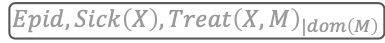 Epid, Sick(X), Treat(X, M)|dom(M)